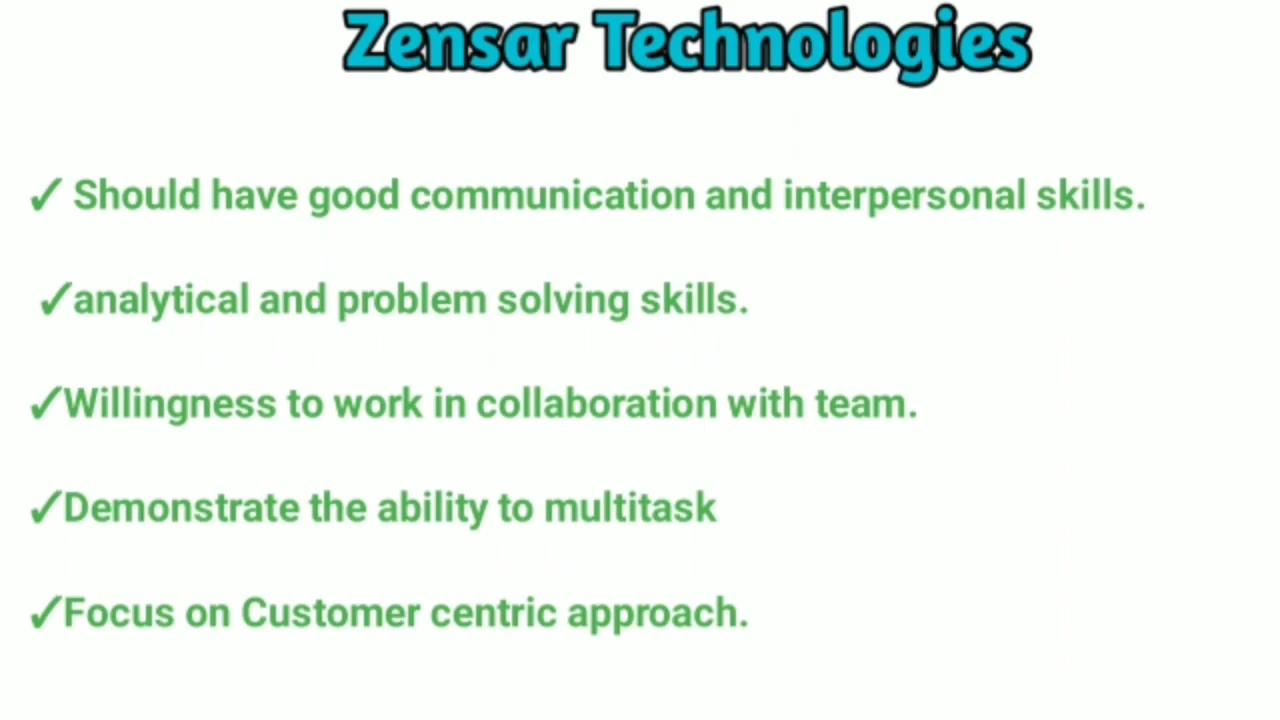 Zensar Technologies
✓ Should have good communication and interpersonal skills.
✓analytical and problem solving skills.
✓Willingness to work in collaboration with team.
✓Demonstrate the ability to multitask
✓Focus on Customer centric approach.